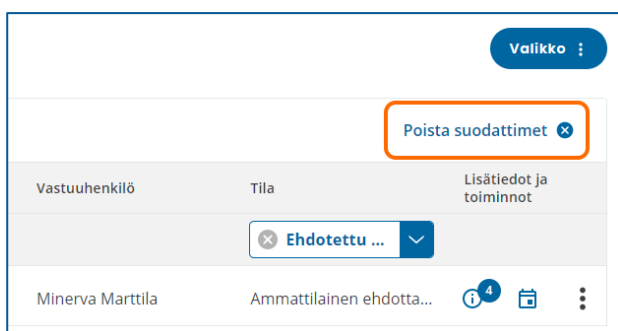 Valikko
Poista suodattimet
Vastuuhenkilö Tila Lisätiedot ja
toiminnot
Ehdotettu ...
Minerva Marttila Ammattilainen ehdotta... 4